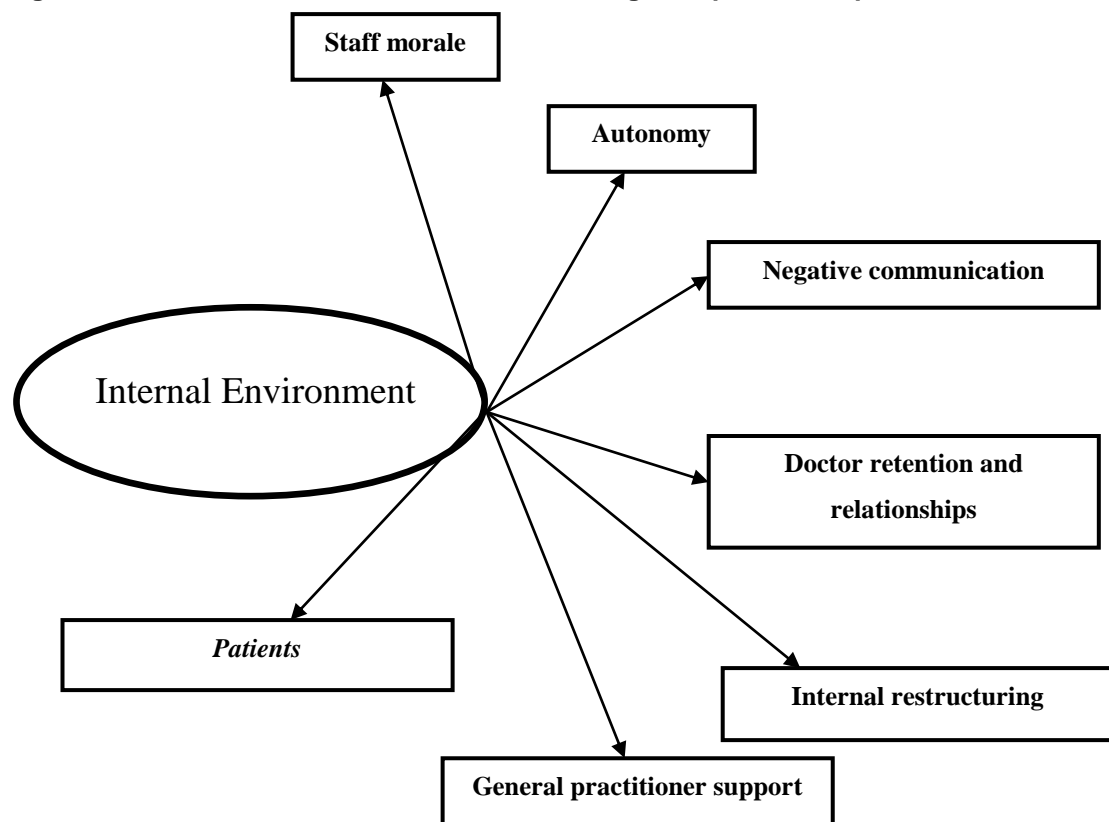 Staff morale
Autonomy
Negative communication
Internal Environment
Doctor retention and
relationships
Patients
Internal restructuring
General practitioner support